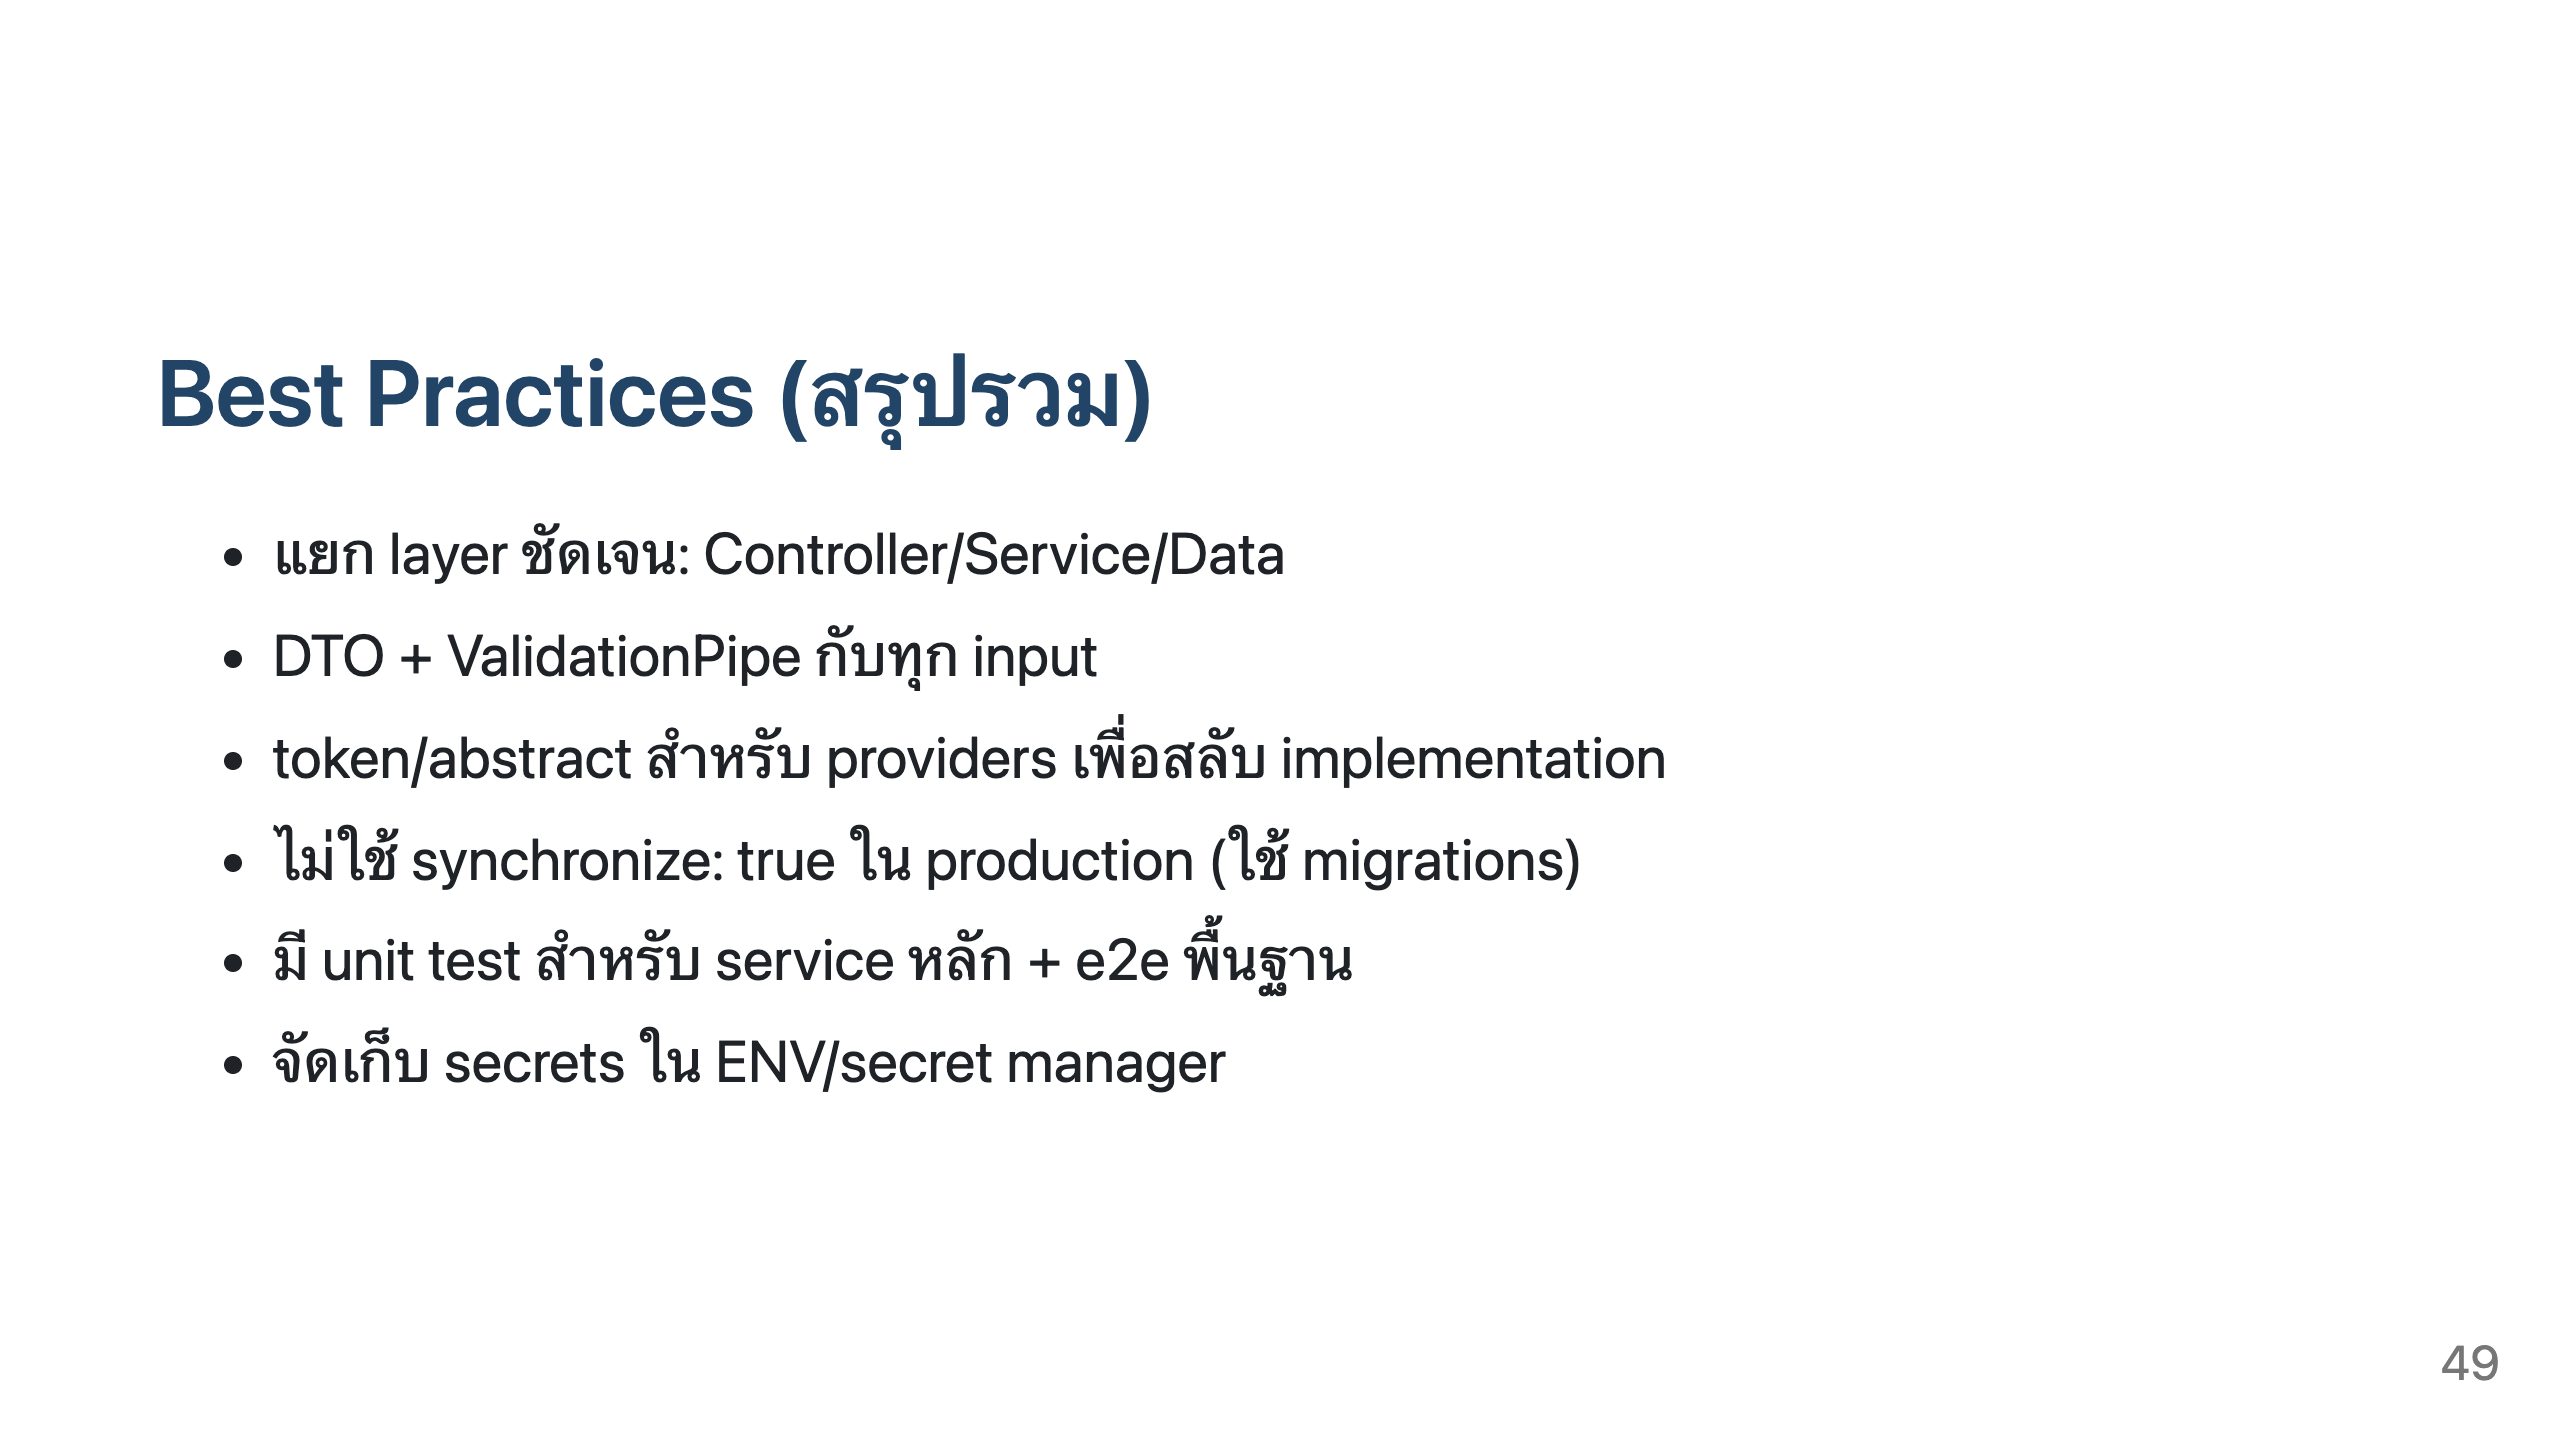 Best Practices (สรุปรวม)
• แยก layer ชัดเจน: Controller/Service/Data
• DTO + ValidationPipe กับทุก input
• token/abstract สำหรับ providers เพื่อสลับ implementation
• ไม่ใช้ synchronize: true ใน production (ใช้ migrations)
• มี unit test สำหรับ service หลัก + e2e พื้นฐาน
• จัดเก็บ secrets ใน ENV/secret manager
49